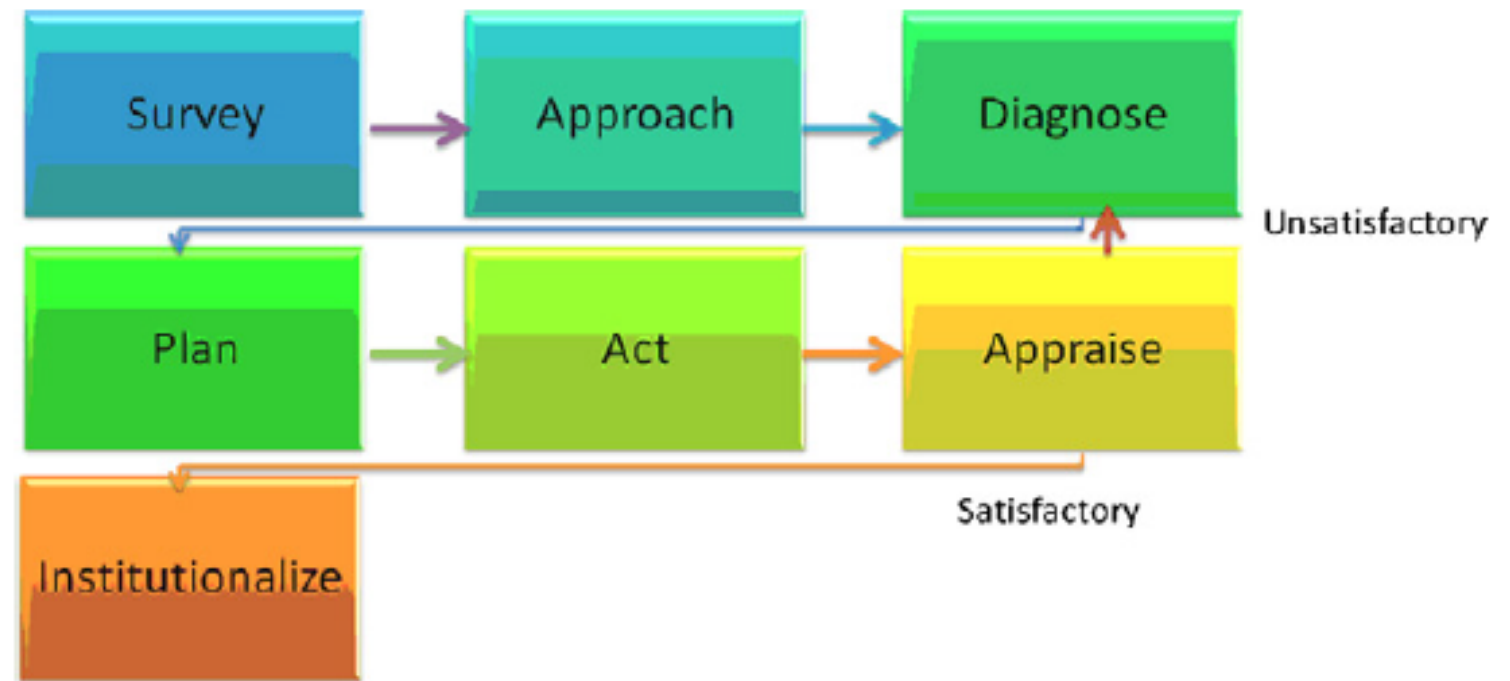 Survey
Approach
Diagnose
Unsatisfactory
Plan
Act
Appraise
Satisfactory
Institutionalize